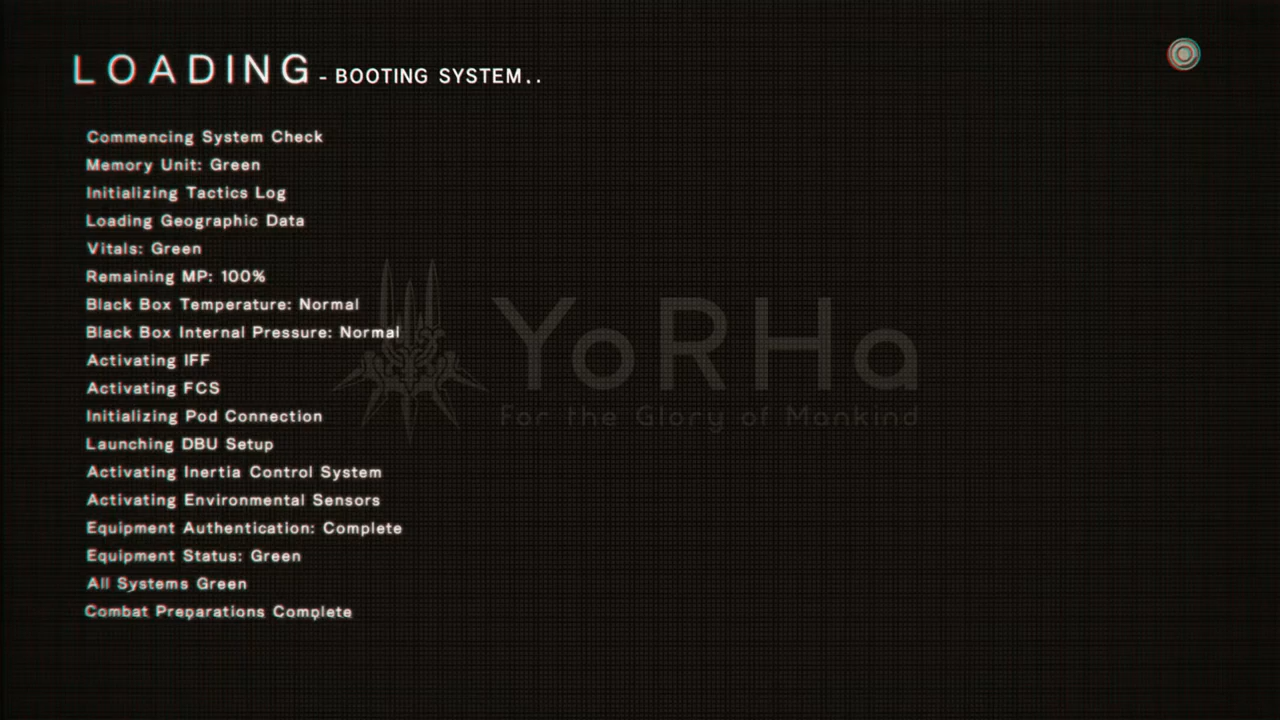 LOADING - BOOTING SYSTEM..
Commencing System Check
Memory Unit: Green
Initializing Tactics Log
Loading Geographic Data
Vitals: Green
Remaining MP: 100%
Black Box Temperature: Normal
Black Box Internal Pressure: Normal
Activating IFF
Activating FCS
Initializing Pod Connection
Launching DBU Setup
Activating Inertia Control System
Activating Environmental Sensors
Equipment Authentication: Complete
Equipment Status: Green
All Systems Green
Combat Preparations Complete
YoRHa
For the Glory of Mankind